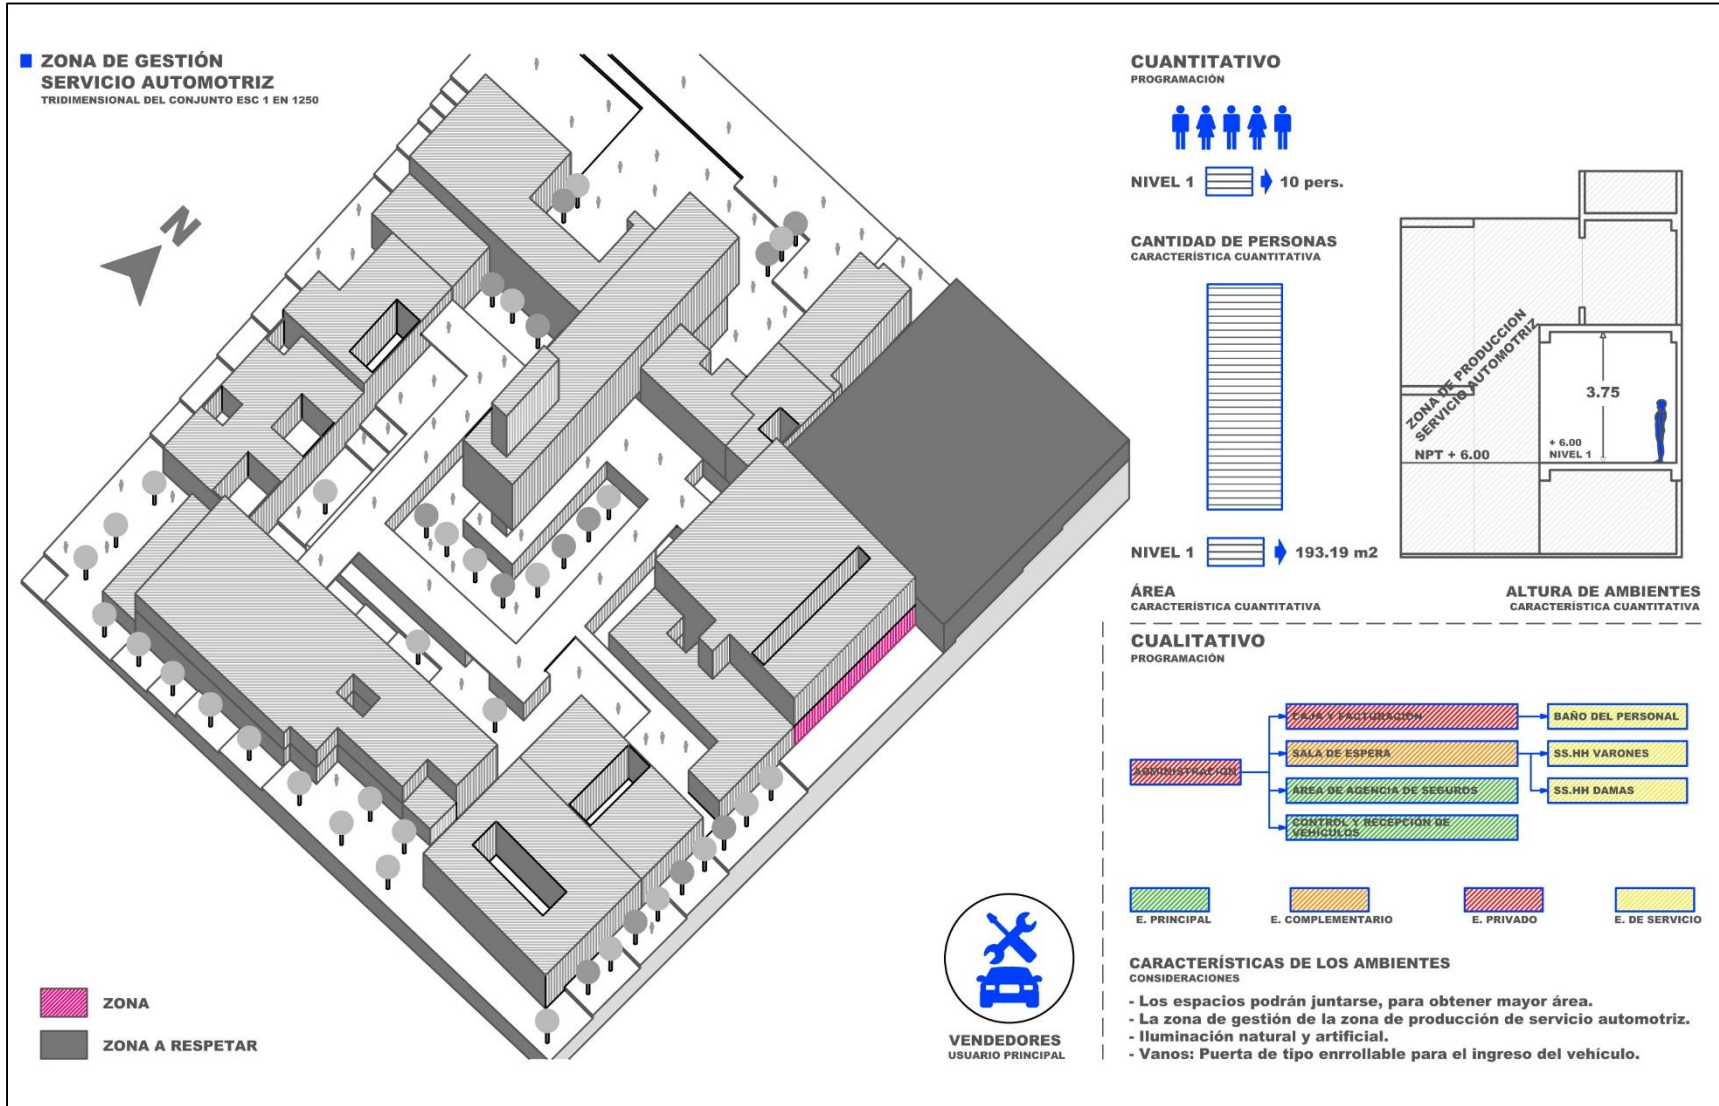 ZONA DE GESTIÓN
SERVICIO AUTOMOTRIZ
TRIDIMENSIONAL DEL CONJUNTO ESC 1 EN 1250
N
ZONA
ZONA A RESPETAR
VENDEDORES
USUARIO PRINCIPAL
CUANTITATIVO
PROGRAMACIÓN
NIVEL 1
10 pers.
CANTIDAD DE PERSONAS
CARACTERÍSTICA CUANTITATIVA
NIVEL 1
193.19 m2
ÁREA
CARACTERÍSTICA CUANTITATIVA
ZONA DE PRODUCCION
SERVICIO AUTOMOTRIZ
NPT + 6.00
3.75
+ 6.00
NIVEL 1
ALTURA DE AMBIENTES
CARACTERÍSTICA CUANTITATIVA
CUALITATIVO
PROGRAMACIÓN
ADMINISTRACIÓN
CAJA Y FACTURACIÓN
BAÑO DEL PERSONAL
SALA DE ESPERA
SS.HH VARONES
ÁREA DE AGENCIA DE SEGUROS
SS.HH DAMAS
CONTROL Y RECEPCIÓN DE
VEHÍCULOS
E. PRINCIPAL
E. COMPLEMENTARIO
E. PRIVADO
E. DE SERVICIO
CARACTERÍSTICAS DE LOS AMBIENTES
CONSIDERACIONES
- Los espacios podrán juntarse, para obtener mayor área.
- La zona de gestión de la zona de producción de servicio automotriz.
- Iluminación natural y artificial.
- Vanos: Puerta de tipo enrrollable para el ingreso del vehículo.